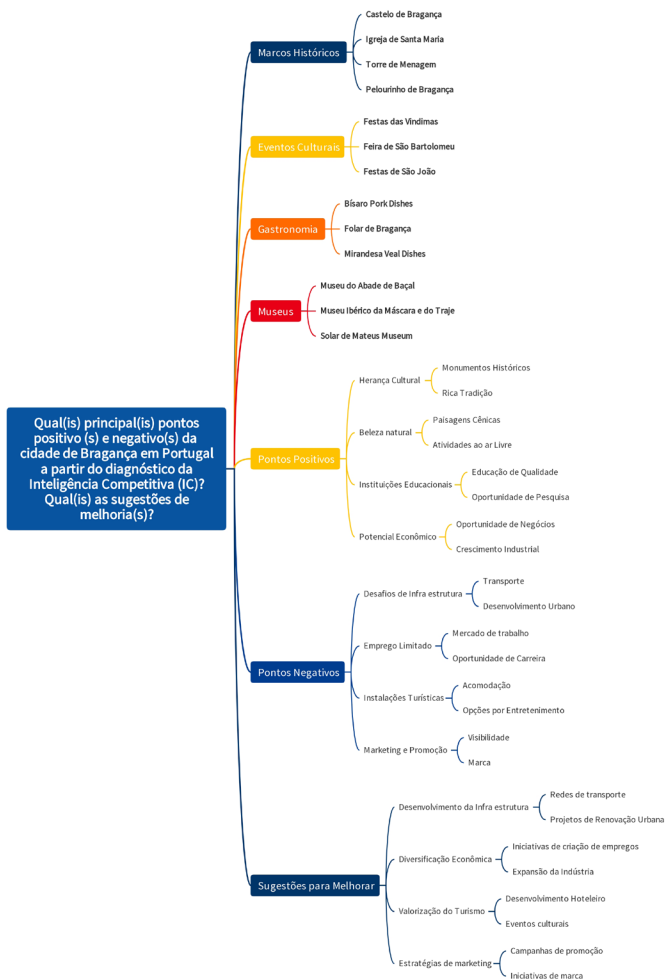 Qual(is) principal(is) pontos
positivo (s) e negativo(s) da
cidade de Bragança em Portugal
a partir do diagnóstico da
Inteligência Competitiva (IC)?
Qual(is) as sugestões de
melhoria(s)?
Marcos Históricos
Castelo de Bragança
Igreja de Santa Maria
Torre de Menagem
Pelourinho de Bragança
Eventos Culturais
Festas das Vindimas
Feira de São Bartolomeu
Festas de São João
Gastronomia
Bísaro Pork Dishes
Folar de Bragança
Mirandesa Veal Dishes
Museus
Museu do Abade de Baçal
Museu Ibérico da Máscara e do Traje
Solar de Mateus Museum
Pontos Positivos
Herança Cultural
Monumentos Históricos
Rica Tradição
Beleza natural
Paisagens Cênicas
Atividades ao ar Livre
Instituições Educacionais
Educação de Qualidade
Oportunidade de Pesquisa
Potencial Econômico
Oportunidade de Negócios
Crescimento Industrial
Pontos Negativos
Desafios de Infra estrutura
Transporte
Desenvolvimento Urbano
Emprego Limitado
Mercado de trabalho
Oportunidade de Carreira
Instalações Turísticas
Acomodação
Opções por Entretenimento
Marketing e Promoção
Visibilidade
Marca
Sugestões para Melhorar
Desenvolvimento da Infra estrutura
Redes de transporte
Projetos de Renovação Urbana
Diversificação Econômica
Iniciativas de criação de empregos
Expansão da Indústria
Valorização do Turismo
Desenvolvimento Hoteleiro
Eventos culturais
Estratégias de marketing
Campanhas de promoção
Iniciativas de marca